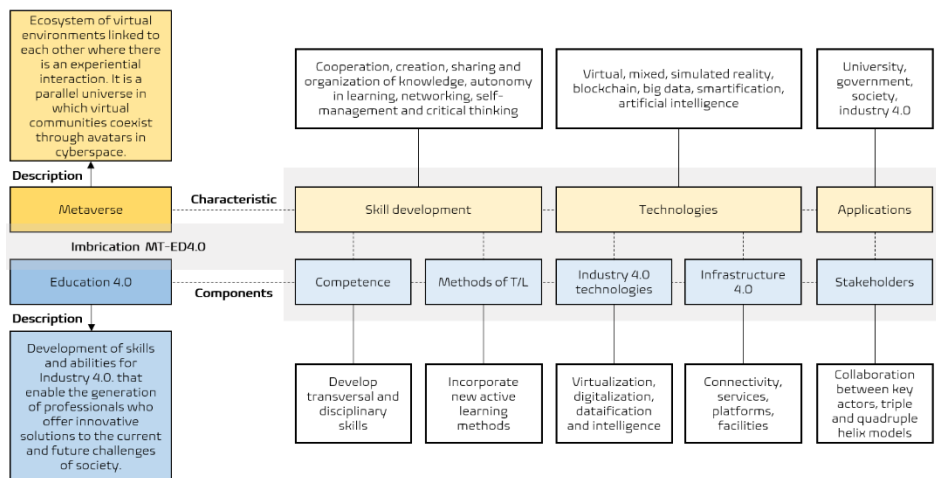 Ecosystem of virtual
environments linked to
each other where there
is an experiential
interaction. It is a
parallel universe in
which virtual
communities coexist
through avatars in
cyberspace.
Cooperation, creation, sharing and
organization of knowledge, autonomy
in learning, networking, self-
management and critical thinking
Virtual, mixed, simulated reality,
blockchain, big data, smartification,
artificial intelligence
University,
government,
society,
industry 4.0
Description
Metaverse
Characteristic
Skill development
Technologies
Applications
Imbrication MT-ED4.0
Education 4.0
Components
Competence
Methods of T/L
Industry 4.0
technologies
Infrastructure
4.0
Stakeholders
Description
Development of skills
and abilities for
Industry 4.0. that
enable the generation
of professionals who
offer innovative
solutions to the current
and future challenges
of society.
Develop
transversal and
disciplinary
skills
Incorporate
new active
learning
methods
Virtualization,
digitalization,
dataification
and intelligence
Connectivity,
services,
platforms,
facilities
Collaboration
between key
actors, triple
and quadruple
helix models